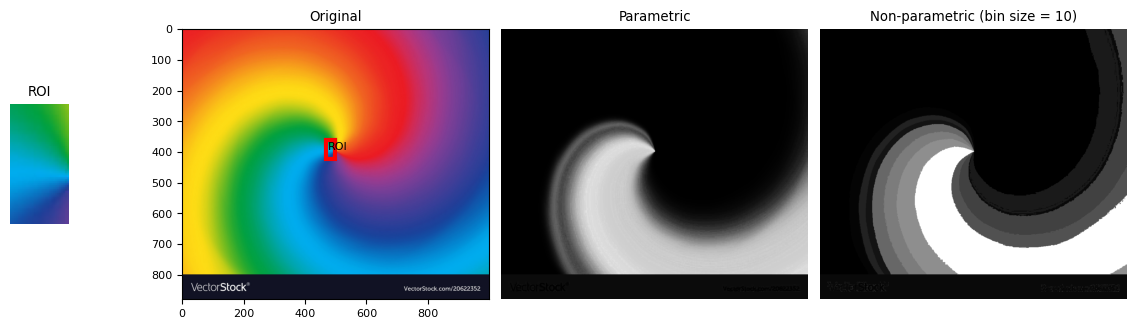 Original
Parametric
Non-parametric (bin size = 10)
ROI
0
100
200
300
400
500
600
700
800
ROI
VectorStock®
VectorStock.com/20622352
0
200
400
600
800